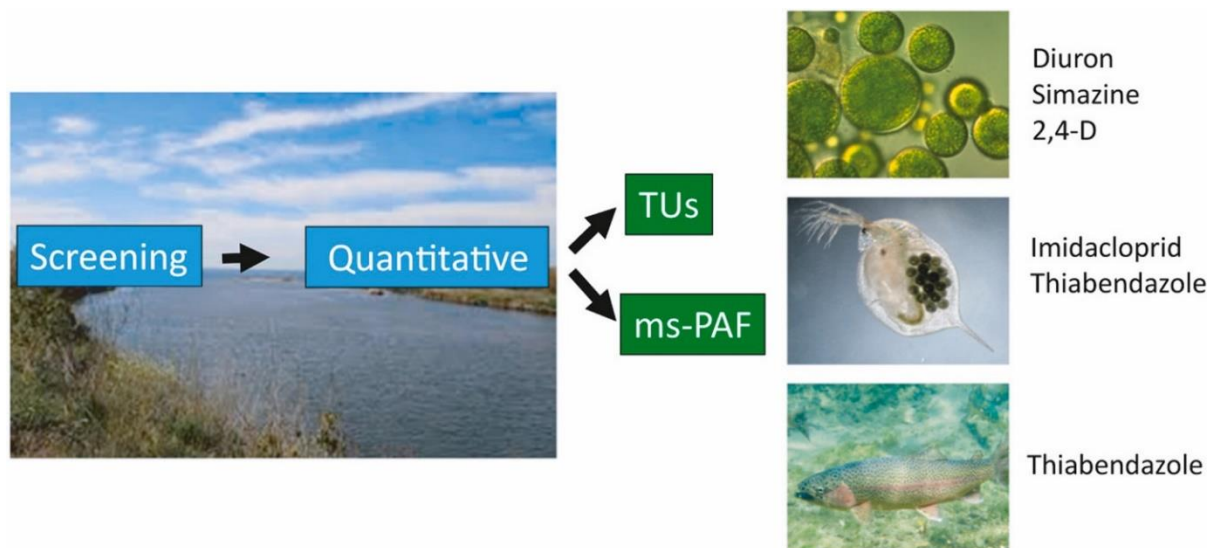 Screening
Quantitative
TUs
ms-PAF
Diuron
Simazine
2,4-D
Imidacloprid
Thiabendazole
Thiabendazole